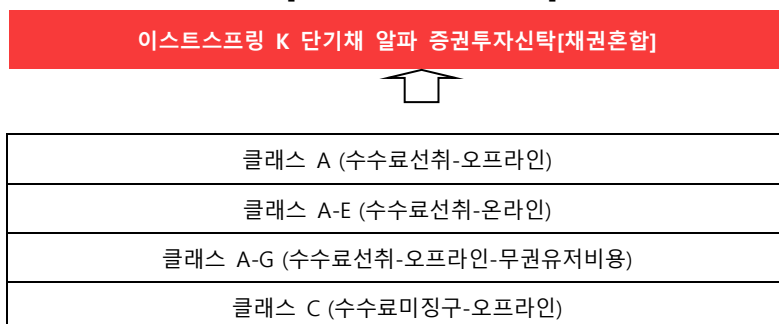 이스트스프링 K 단기채 알파 증권투자신탁[채권혼합]
클래스 A (수수료선취-오프라인)
클래스 A-E (수수료선취-온라인)
클래스 A-G (수수료선취-오프라인-무권유저비용)
클래스 C (수수료미징구-오프라인)